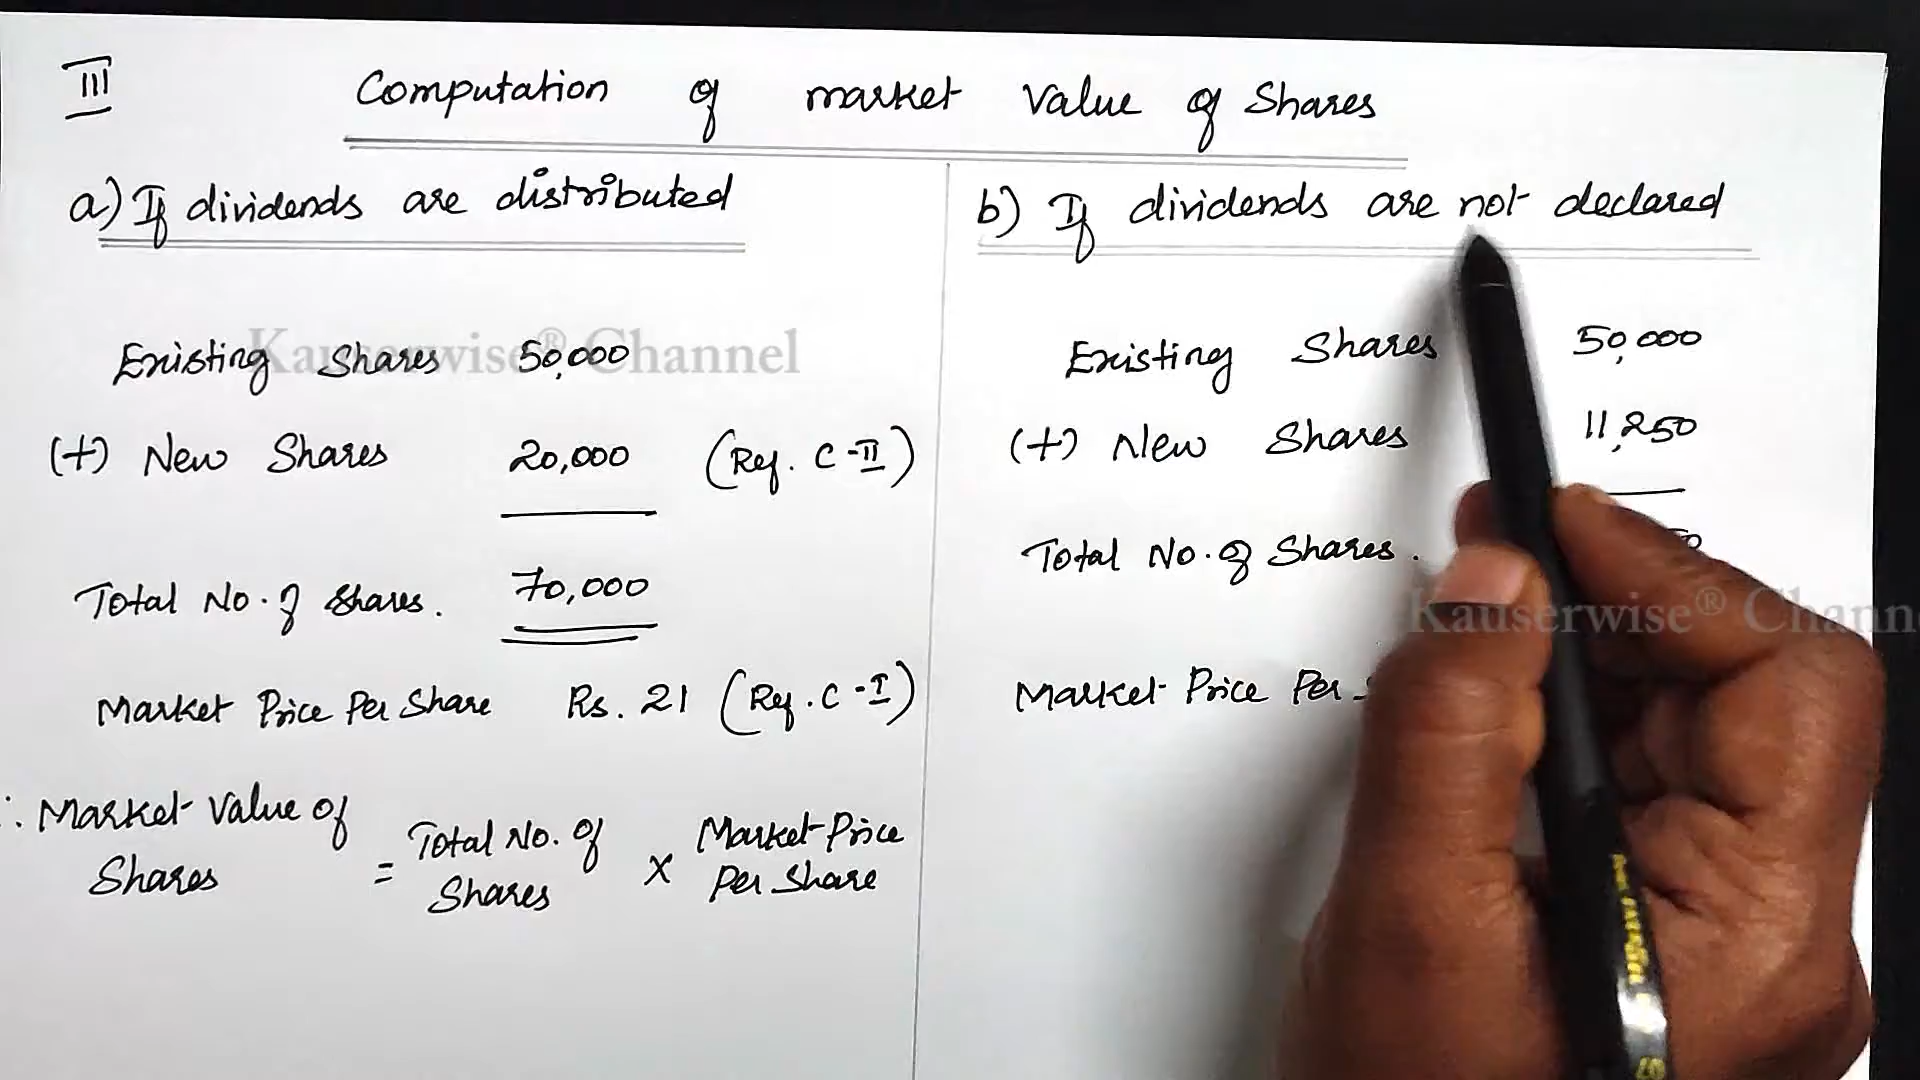 III
Computation of market Value of Shares
a) If dividends are distributed
Existing Shares 50,000
(+) New Shares 20,000 (Ref. C-II)
Total No. of Shares. 70,000
Market Price Per Share Rs. 21 (Ref. C-I)
∴ Market Value of Shares = Total No. of Shares X Market Price Per Share
b) If dividends are not declared
Existing Shares 50,000
(+) New Shares 11,250
Total No. of Shares.
Market Price Per
Kauserwise® Channel
Kauserwise® Channe